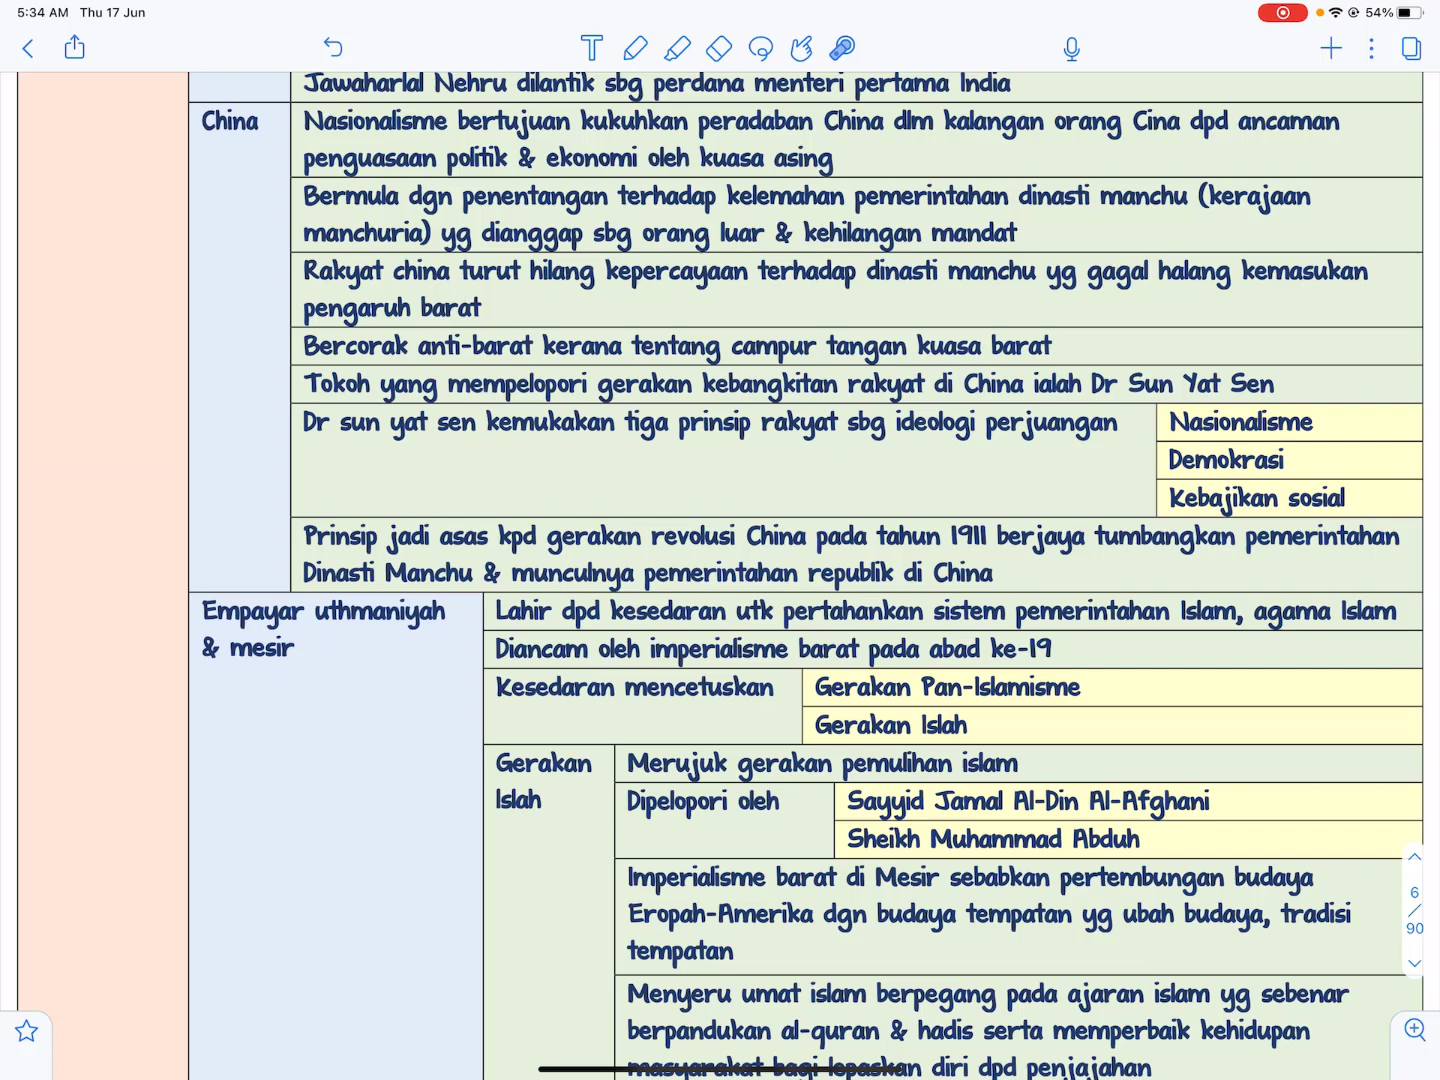 5:34 AM Thu 17 Jun
54%
Jawaharlal Nehru dilantik sbg perdana menteri pertama India
China
Nasionalisme bertujuan kukuhkan peradaban China dlm kalangan orang Cina dpd ancaman
penguasaan politik & ekonomi oleh kuasa asing
Bermula dgn penentangan terhadap kelemahan pemerintahan dinasti manchu (kerajaan
manchuria) yg dianggap sbg orang luar & kehilangan mandat
Rakyat china turut hilang kepercayaan terhadap dinasti manchu yg gagal halang kemasukan
pengaruh barat
Bercorak anti-barat kerana tentang campur tangan kuasa barat
Tokoh yang mempelopori gerakan kebangkitan rakyat di China ialah Dr Sun Yat Sen
Dr sun yat sen kemukakan tiga prinsip rakyat sbg ideologi perjuangan
Nasionalisme
Demokrasi
Kebajikan sosial
Prinsip jadi asas kpd gerakan revolusi China pada tahun 1911 berjaya tumbangkan pemerintahan
Dinasti Manchu & munculnya pemerintahan republik di China
Empayar uthmaniyah
& mesir
Lahir dpd kesedaran utk pertahankan sistem pemerintahan Islam, agama Islam
Diancam oleh imperialisme barat pada abad ke-19
Kesedaran mencetuskan
Gerakan Pan-Islamisme
Gerakan Islah
Gerakan
Islah
Merujuk gerakan pemulihan islam
Dipelopori oleh
Sayyid Jamal Al-Din Al-Afghani
Sheikh Muhammad Abduh
Imperialisme barat di Mesir sebabkan pertembungan budaya
Eropah-Amerika dgn budaya tempatan yg ubah budaya, tradisi
tempatan
Menyeru umat islam berpegang pada ajaran islam yg sebenar
berpandukan al-quran & hadis serta memperbaik kehidupan
masyarakat bagi lepaskan diri dpd penjajahan
6
/
90